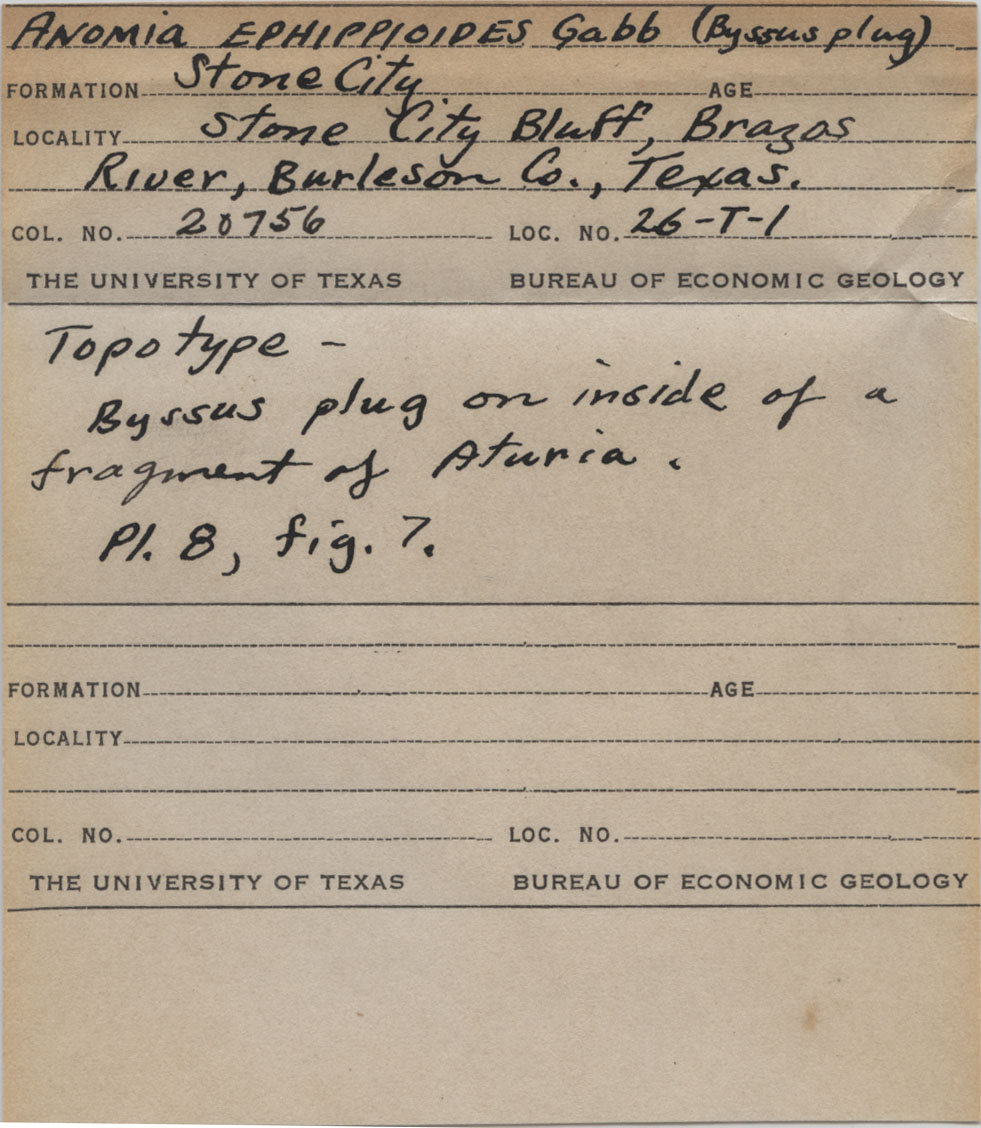 ANOMIA EPHIPPIOIDES Gabb (Byssus plug)
FORMATION Stone City AGE
LOCALITY Stone City Bluff, Brazos
River, Burleson Co., Texas.
COL. NO. 20756 LOC. NO. 26-T-1
THE UNIVERSITY OF TEXAS BUREAU OF ECONOMIC GEOLOGY
Topotype -
Byssus plug on inside of a
fragment of Aturia.
Pl. 8, fig. 7.
FORMATION AGE
LOCALITY
COL. NO. LOC. NO.
THE UNIVERSITY OF TEXAS BUREAU OF ECONOMIC GEOLOGY